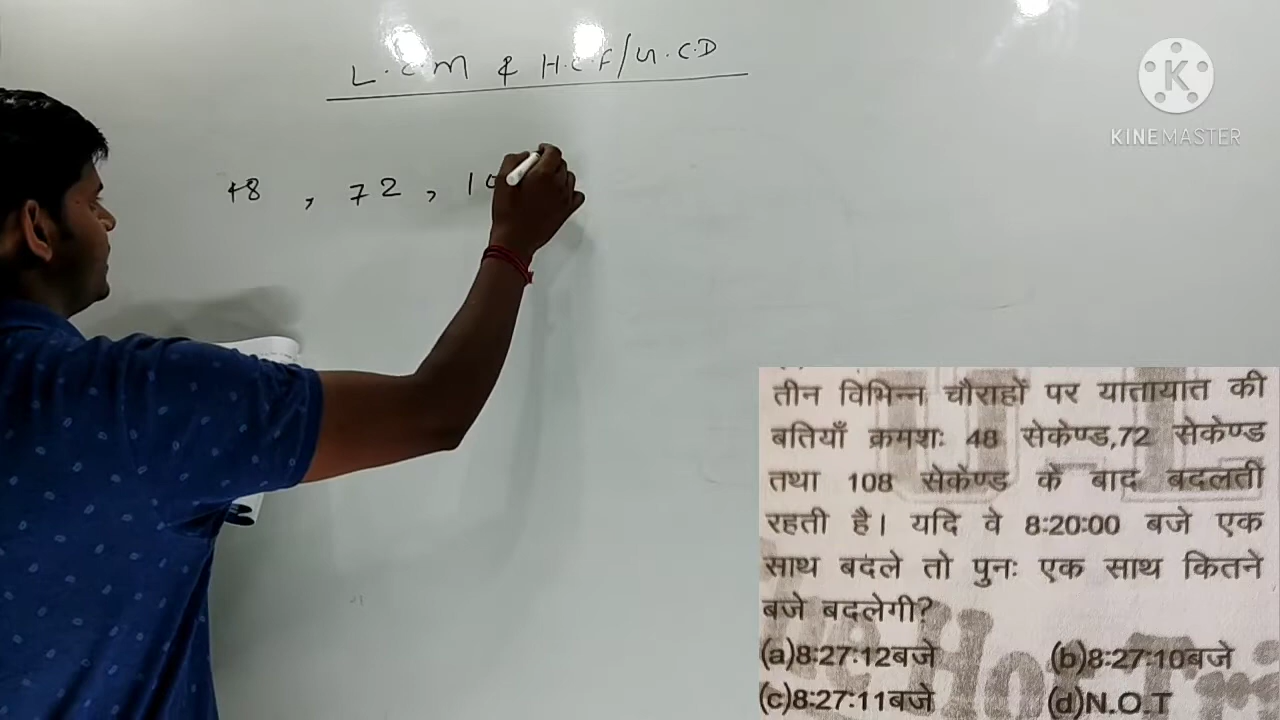 L.C.M & H.C.F/G.C.D
KINEMASTER
48 , 72 , 10
तीन विभिन्न चौराहों पर यातायात की
बतियाँ क्रमशः 48 सेकेण्ड,72 सेकेण्ड
तथा 108 सेकेण्ड के बाद बदलती
रहती है। यदि वे 8:20:00 बजे एक
साथ बदले तो पुनः एक साथ कितने
बजे बदलेगी?
(a)8:27:12बजे (b)8:27:10बजे
(c)8:27:11बजे (d)N.O.T